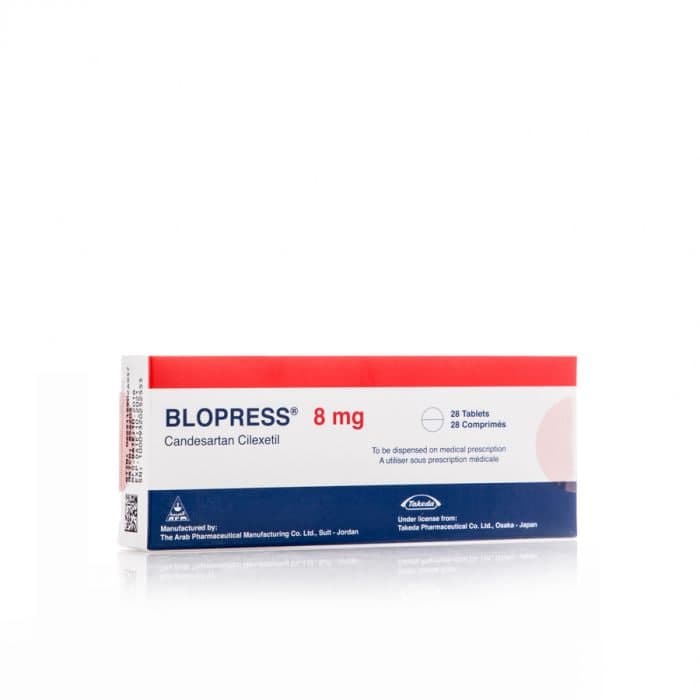 BLOPRESS® 8 mg
Candesartan Cilexetil
28 Tablets
28 Comprimés
To be dispensed on medical prescription
A utiliser sous prescription médicale
APM
Manufactured by:
The Arab Pharmaceutical Manufacturing Co. Ltd., Sult - Jordan
Takeda
Under license from:
Takeda Pharmaceutical Co. Ltd., Osaka - Japan